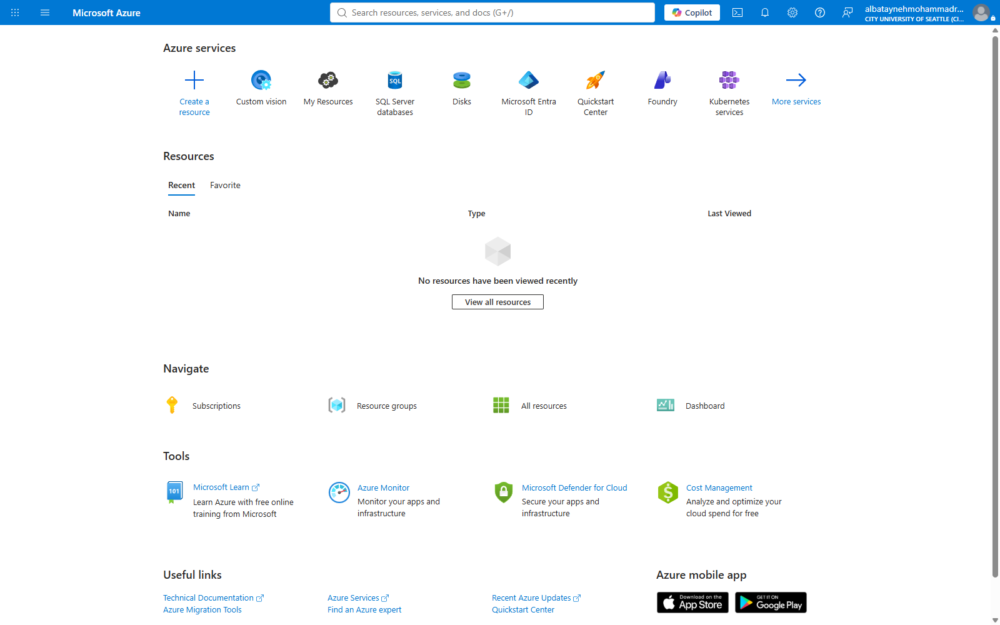 Microsoft Azure
Search resources, services, and docs (G+/)
Copilot
albataynehmohammadr...
CITY UNIVERSITY OF SEATTLE (CI...
Azure services
Create a
resource
Custom vision
My Resources
SQL
SQL Server
databases
Disks
Microsoft Entra
ID
Quickstart
Center
Foundry
Kubernetes
services
More services
Resources
Recent
Favorite
Name
Type
Last Viewed
No resources have been viewed recently
View all resources
Navigate
Subscriptions
Resource groups
All resources
Dashboard
Tools
101
Microsoft Learn
Learn Azure with free online
training from Microsoft
Azure Monitor
Monitor your apps and
infrastructure
Microsoft Defender for Cloud
Secure your apps and
infrastructure
$
Cost Management
Analyze and optimize your
cloud spend for free
Useful links
Technical Documentation
Azure Migration Tools
Azure Services
Find an Azure expert
Recent Azure Updates
Quickstart Center
Azure mobile app
Download on the
App Store
GET IT ON
Google Play